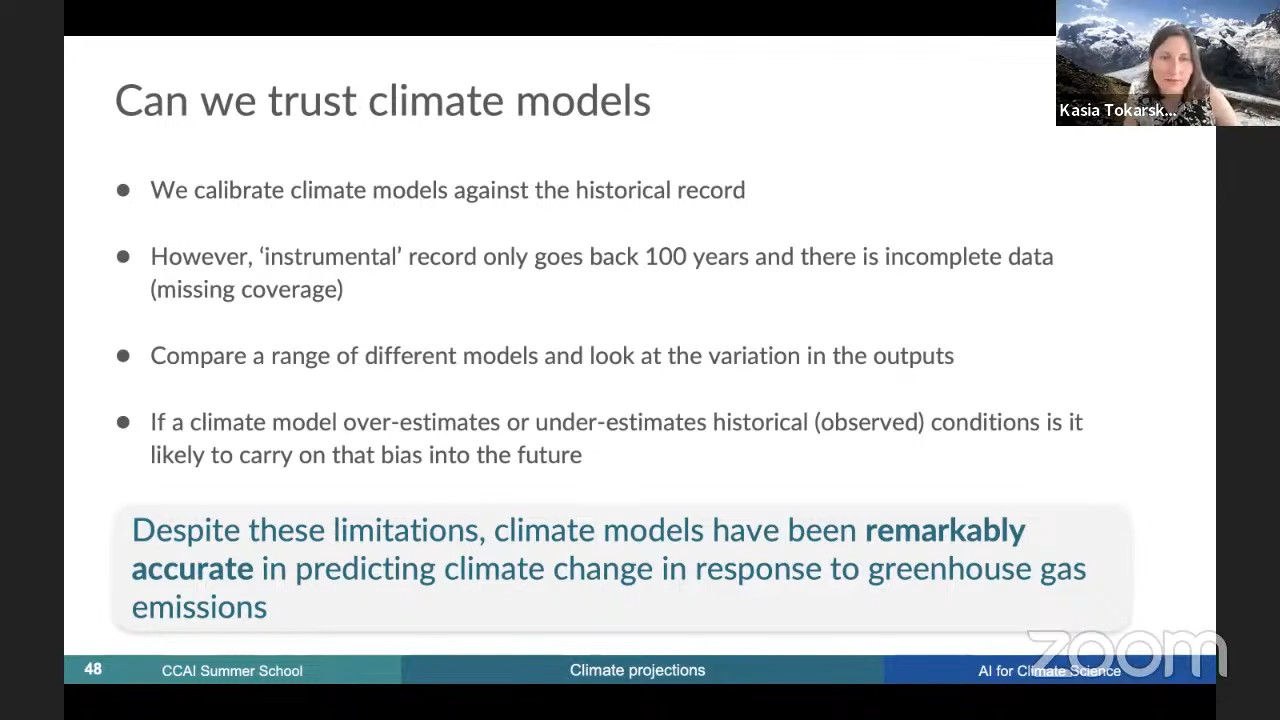 Can we trust climate models
Kasia Tokarsk...
● We calibrate climate models against the historical record
● However, ‘instrumental’ record only goes back 100 years and there is incomplete data
(missing coverage)
● Compare a range of different models and look at the variation in the outputs
● If a climate model over-estimates or under-estimates historical (observed) conditions is it
likely to carry on that bias into the future
Despite these limitations, climate models have been remarkably
accurate in predicting climate change in response to greenhouse gas
emissions
zoom
48 CCAI Summer School Climate projections AI for Climate Science